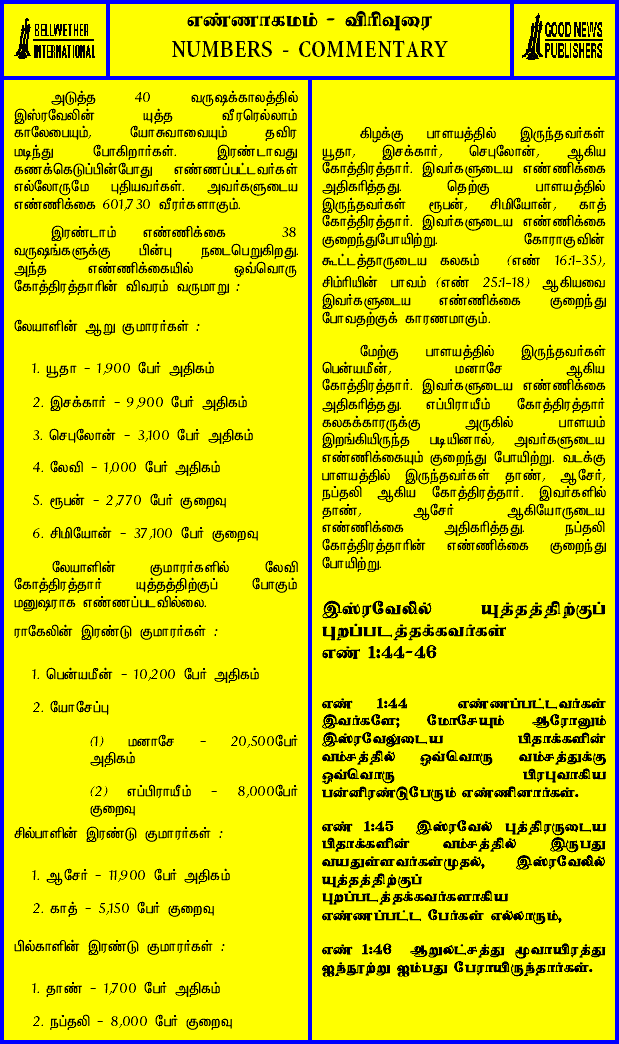 BELLWETHER
INTERNATIONAL
எண்ணாகமம் - விரிவுரை
NUMBERS - COMMENTARY
GOOD NEWS
PUBLISHERS
அடுத்த 40 வருஷக்காலத்தில்
இஸ்ரவேலின் யுத்த வீரரெல்லாம்
காலேபையும், யோசுவாவையும் தவிர
மடிந்து போகிறார்கள். இரண்டாவது
கணக்கெடுப்பின்போது எண்ணப்பட்டவர்கள்
எல்லோருமே புதியவர்கள். அவர்களுடைய
எண்ணிக்கை 601,730 வீரர்களாகும்.
இரண்டாம் எண்ணிக்கை 38
வருஷங்களுக்கு பின்பு நடைபெறுகிறது.
அந்த எண்ணிக்கையில் ஒவ்வொரு
கோத்திரத்தாரின் விவரம் வருமாறு :
லேயாளின் ஆறு குமாரர்கள் :
1. யூதா - 1,900 பேர் அதிகம்
2. இசக்கார் - 9,900 பேர் அதிகம்
3. செபுலோன் - 3,100 பேர் அதிகம்
4. லேவி - 1,000 பேர் அதிகம்
5. ரூபன் - 2,770 பேர் குறைவு
6. சிமியோன் - 37,100 பேர் குறைவு
லேயாளின் குமாரர்களில் லேவி
கோத்திரத்தார் யுத்தத்திற்குப் போகும்
மனுஷராக எண்ணப்படவில்லை.
ராகேலின் இரண்டு குமாரர்கள் :
1. பென்யமீன் - 10,200 பேர் அதிகம்
2. யோசேப்பு
(1) மனாசே - 20,500பேர்
அதிகம்
(2) எப்பிராயீம் - 8,000பேர்
குறைவு
சில்பாளின் இரண்டு குமாரர்கள் :
1. ஆசேர் - 11,900 பேர் அதிகம்
2. காத் - 5,150 பேர் குறைவு
பில்காளின் இரண்டு குமாரர்கள் :
1. தாண் - 1,700 பேர் அதிகம்
2. நப்தலி - 8,000 பேர் குறைவு
கிழக்கு பாளயத்தில் இருந்தவர்கள்
யூதா, இசக்கார், செபுலோன், ஆகிய
கோத்திரத்தார். இவர்களுடைய எண்ணிக்கை
அதிகரித்தது. தெற்கு பாளயத்தில்
இருந்தவர்கள் ரூபன், சிமியோன், காத்
கோத்திரத்தார். இவர்களுடைய எண்ணிக்கை
குறைந்துபோயிற்று. கோராகுவின்
கூட்டத்தாருடைய கலகம் (எண் 16:1-35),
சிம்ரியின் பாவம் (எண் 25:1-18) ஆகியவை
இவர்களுடைய எண்ணிக்கை குறைந்து
போவதற்குக் காரணமாகும்.
மேற்கு பாளயத்தில் இருந்தவர்கள்
பென்யமீன், மனாசே ஆகிய
கோத்திரத்தார். இவர்களுடைய எண்ணிக்கை
அதிகரித்தது. எப்பிராயீம் கோத்திரத்தார்
கலகக்காரருக்கு அருகில் பாளயம்
இறங்கியிருந்த படியினால், அவர்களுடைய
எண்ணிக்கையும் குறைந்து போயிற்று. வடக்கு
பாளயத்தில் இருந்தவர்கள் தாண், ஆசேர்,
நப்தலி ஆகிய கோத்திரத்தார். இவர்களில்
தாண், ஆசேர் ஆகியோருடைய
எண்ணிக்கை அதிகரித்தது. நப்தலி
கோத்திரத்தாரின் எண்ணிக்கை குறைந்து
போயிற்று.
இஸ்ரவேலில் யுத்தத்திற்குப்
புறப்படத்தக்கவர்கள்
எண் 1:44-46
எண் 1:44 எண்ணப்பட்டவர்கள்
இவர்களே; மோசேயும் ஆரோனும்
இஸ்ரவேலுடைய பிதாக்களின்
வம்சத்தில் ஒவ்வொரு வம்சத்துக்கு
ஒவ்வொரு பிரபுவாகிய
பன்னிரண்டுபேரும் எண்ணினார்கள்.
எண் 1:45 இஸ்ரவேல் புத்திரருடைய
பிதாக்களின் வம்சத்தில் இருபது
வயதுள்ளவர்கள்முதல், இஸ்ரவேலில்
யுத்தத்திற்குப்
புறப்படத்தக்கவர்களாகிய
எண்ணப்பட்ட பேர்கள் எல்லாரும்,
எண் 1:46 ஆறுலட்சத்து மூவாயிரத்து
ஐந்நூற்று ஐம்பது பேராயிருந்தார்கள்.